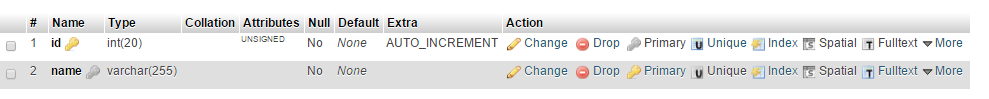 # Name Type Collation Attributes Null Default Extra Action
1 id int(20) UNSIGNED No None AUTO_INCREMENT Change Drop Primary Unique Index Spatial Fulltext More
2 name varchar(255) No None Change Drop Primary Unique Index Spatial Fulltext More